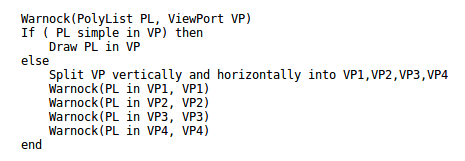 Warnock(PolyList PL, ViewPort VP)
If ( PL simple in VP) then
    Draw PL in VP
else
    Split VP vertically and horizontally into VP1,VP2,VP3,VP4
    Warnock(PL in VP1, VP1)
    Warnock(PL in VP2, VP2)
    Warnock(PL in VP3, VP3)
    Warnock(PL in VP4, VP4)
end